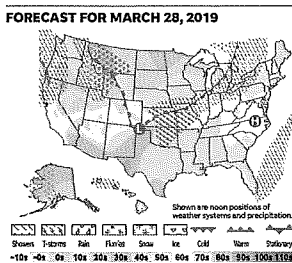 FORECAST FOR MARCH 28, 2019
L
H
Shown are noon positions of
weather systems and precipitation.
Showers T-storms Rain Flurries Snow Ice Cold Warm Stationary
-10s -0s 0s 10s 20s 30s 40s 50s 60s 70s 80s 90s 100s 110s